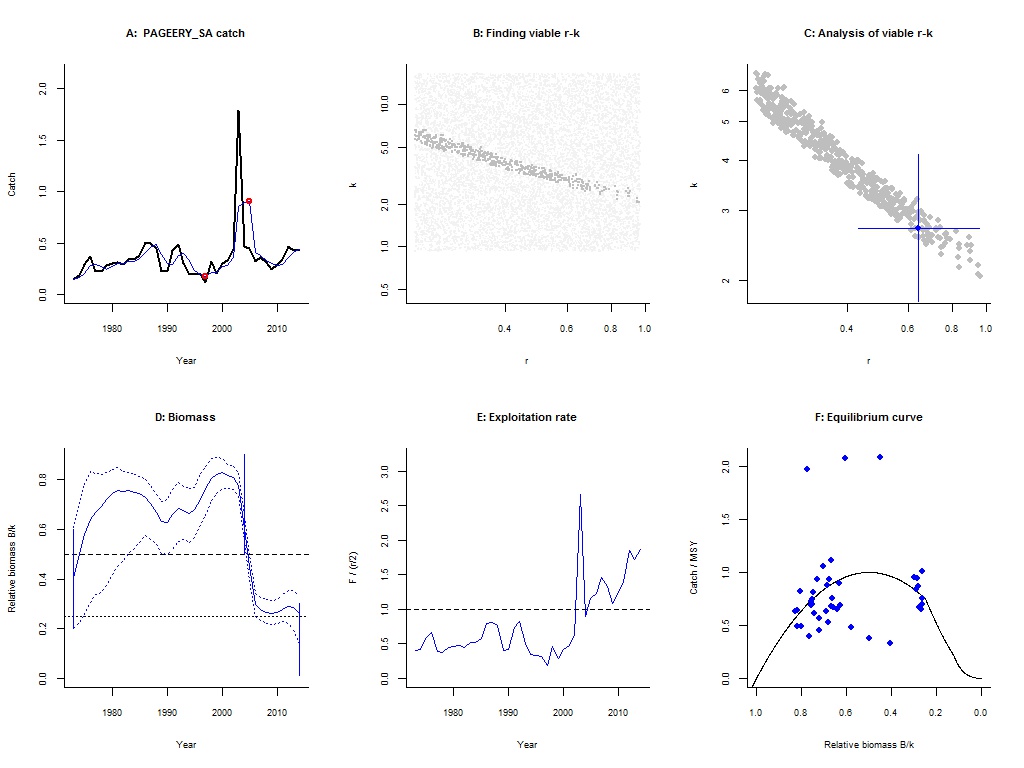 A:  PAGEERY_SA catch
Catch
0.0 0.5 1.0 1.5 2.0
1980 1990 2000 2010
Year
B: Finding viable r-k
k
0.5 1.0 2.0 5.0 10.0
0.4 0.6 0.8 1.0
r
C: Analysis of viable r-k
k
2 3 4 5 6
0.4 0.6 0.8 1.0
r
D: Biomass
Relative biomass B/k
0.0 0.2 0.4 0.6 0.8
1980 1990 2000 2010
Year
E: Exploitation rate
F / (r/2)
0.0 0.5 1.0 1.5 2.0 2.5 3.0
1980 1990 2000 2010
Year
F: Equilibrium curve
Catch / MSY
0.0 0.5 1.0 1.5 2.0
1.0 0.8 0.6 0.4 0.2 0.0
Relative biomass B/k